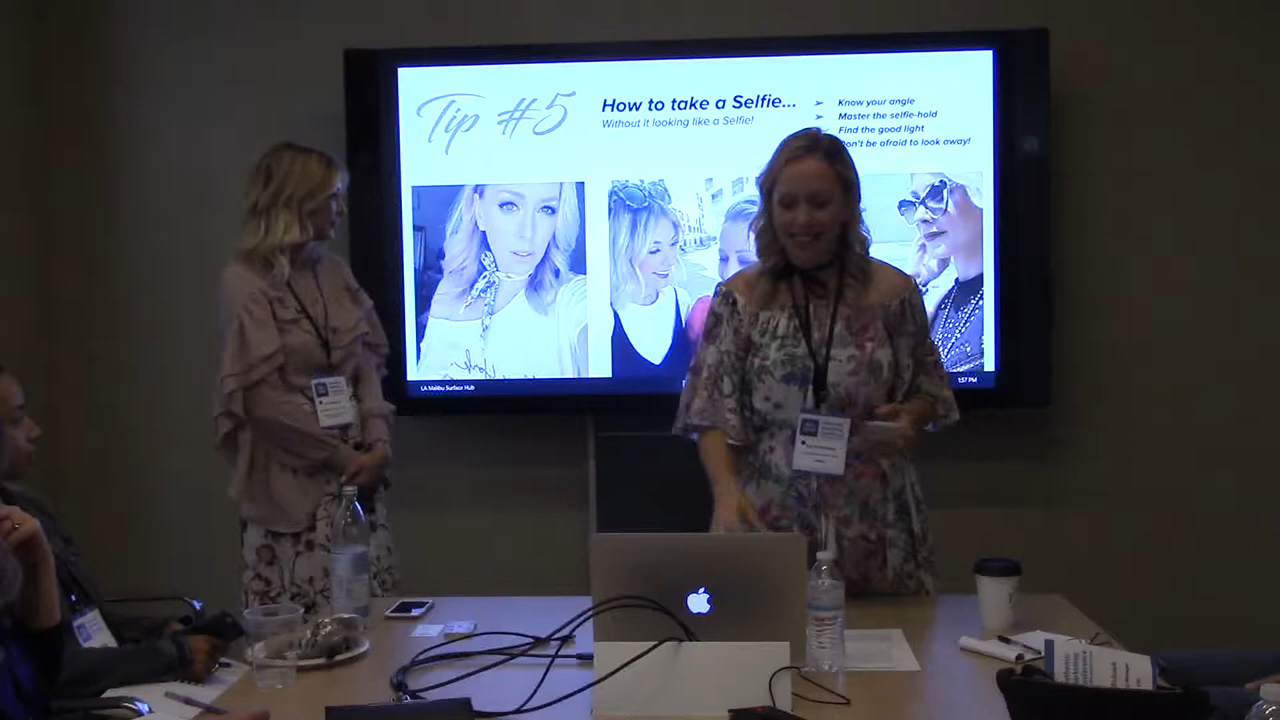 Tip #5
How to take a Selfie...
Without it looking like a Selfie!
➢ Know your angle
➢ Master the selfie-hold
➢ Find the good light
Don't be afraid to look away!
LA Malibu Surface Hub
1:57 PM